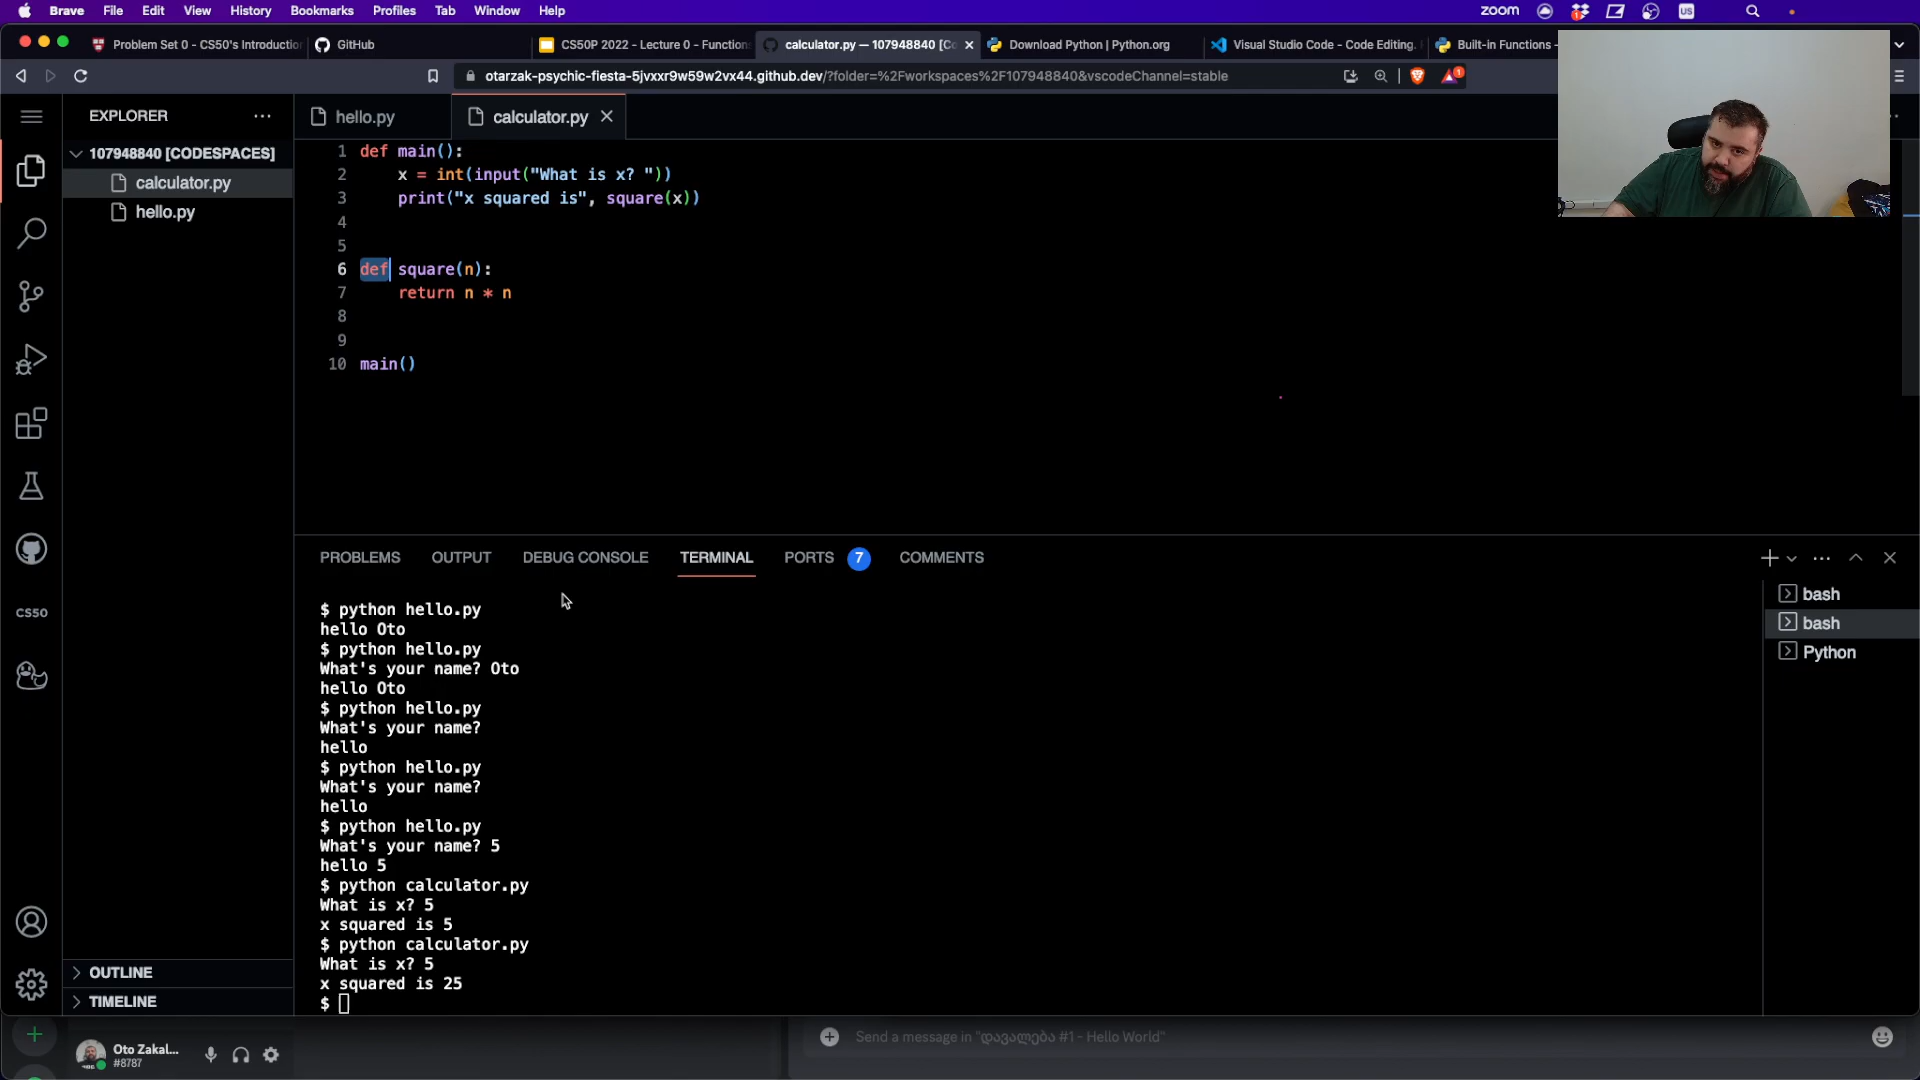 Brave File Edit View History Bookmarks Profiles Tab Window Help zoom US
Problem Set 0 - CS50's Introductio GitHub CS50P 2022 - Lecture 0 - Function calculator.py — 107948840 [Co Download Python | Python.org Visual Studio Code - Code Editing. Built-in Functions -
otarzak-psychic-fiesta-5jvxxr9w59w2vx44.github.dev/?folder=%2Fworkspaces%2F107948840&vscodeChannel=stable 1
EXPLORER
hello.py calculator.py
107948840 [CODESPACES]
calculator.py
hello.py
1 def main():
2 x = int(input("What is x? "))
3 print("x squared is", square(x))
4
5
6 def square(n):
7 return n * n
8
9
10 main()
CS50
PROBLEMS OUTPUT DEBUG CONSOLE TERMINAL PORTS 7 COMMENTS
bash
bash
Python
$ python hello.py
hello Oto
$ python hello.py
What's your name? Oto
hello Oto
$ python hello.py
What's your name?
hello
$ python hello.py
What's your name?
hello
$ python hello.py
What's your name? 5
hello 5
$ python calculator.py
What is x? 5
x squared is 5
$ python calculator.py
What is x? 5
x squared is 25
$
OUTLINE
TIMELINE
Oto Zakal...
#8787
Send a message in "დავალება #1 - Hello World"